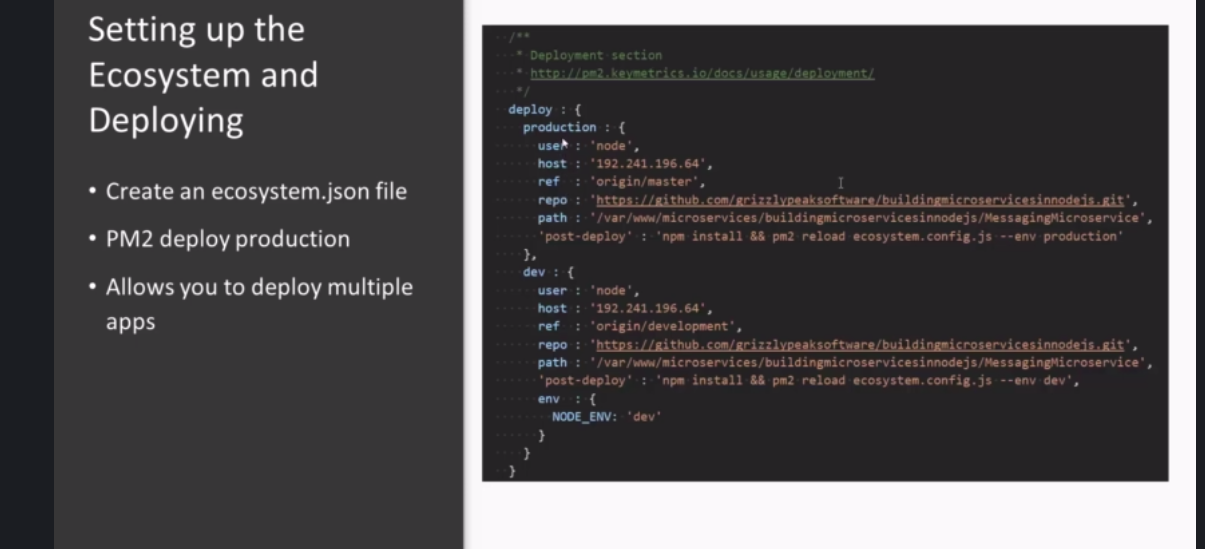 Setting up the
Ecosystem and
Deploying
• Create an ecosystem.json file
• PM2 deploy production
• Allows you to deploy multiple
apps
/**
* Deployment section
* http://pm2.keymetrics.io/docs/usage/deployment/
*/
deploy : {
production : {
user : 'node',
host : '192.241.196.64',
ref : 'origin/master',
repo : 'https://github.com/grizzlypeaksoftware/buildingmicroservicesinnodejs.git',
path : '/var/www/microservices/buildingmicroservicesinnodejs/MessagingMicroservice',
'post-deploy' : 'npm install && pm2 reload ecosystem.config.js --env production'
},
dev : {
user : 'node',
host : '192.241.196.64',
ref : 'origin/development',
repo : 'https://github.com/grizzlypeaksoftware/buildingmicroservicesinnodejs.git',
path : '/var/www/microservices/buildingmicroservicesinnodejs/MessagingMicroservice',
'post-deploy' : 'npm install && pm2 reload ecosystem.config.js --env dev',
env : {
NODE_ENV: 'dev'
}
}
}